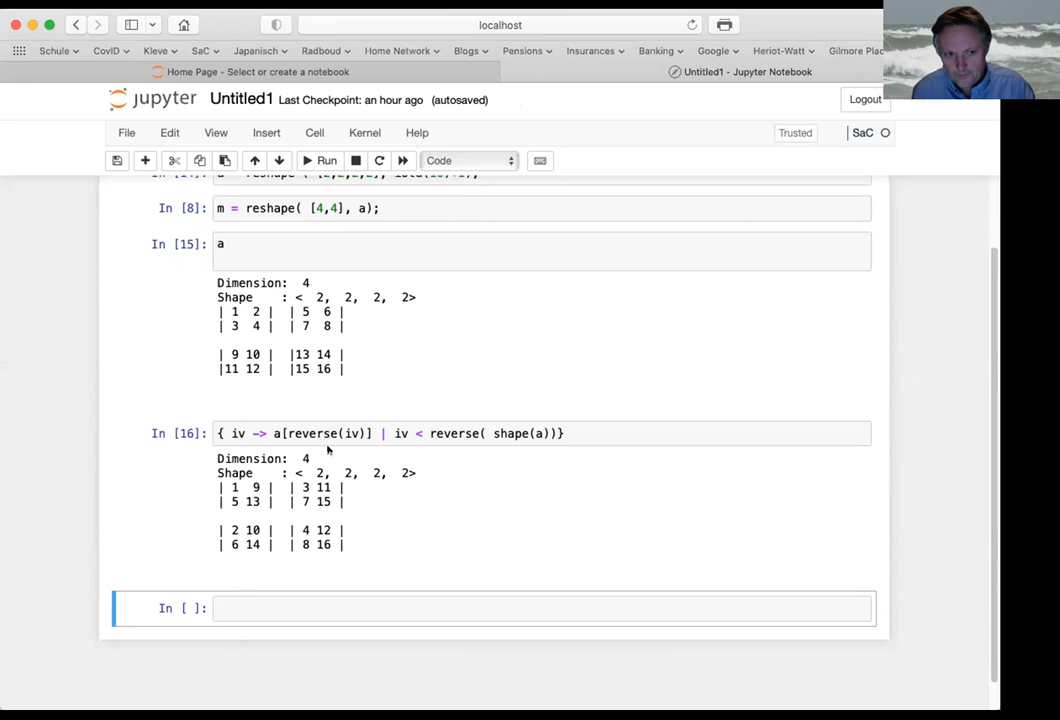 localhost
Schule CovID Kleve SaC Japanisch Radboud Home Network Blogs Pensions Insurances Banking Google Heriot-Watt Gilmore Plac
Home Page - Select or create a notebook
Untitled1 - Jupyter Notebook
jupyter Untitled1 Last Checkpoint: an hour ago (autosaved)
Logout
File Edit View Insert Cell Kernel Help
Trusted
SaC
Run
Code
In [8]: m = reshape( [4,4], a);
In [15]: a
Dimension: 4
Shape : < 2, 2, 2, 2>
| 1 2 | | 5 6 |
| 3 4 | | 7 8 |
| 9 10 | |13 14 |
|11 12 | |15 16 |
In [16]: { iv -> a[reverse(iv)] | iv < reverse( shape(a))}
Dimension: 4
Shape : < 2, 2, 2, 2>
| 1 9 | | 3 11 |
| 5 13 | | 7 15 |
| 2 10 | | 4 12 |
| 6 14 | | 8 16 |
In [ ]: